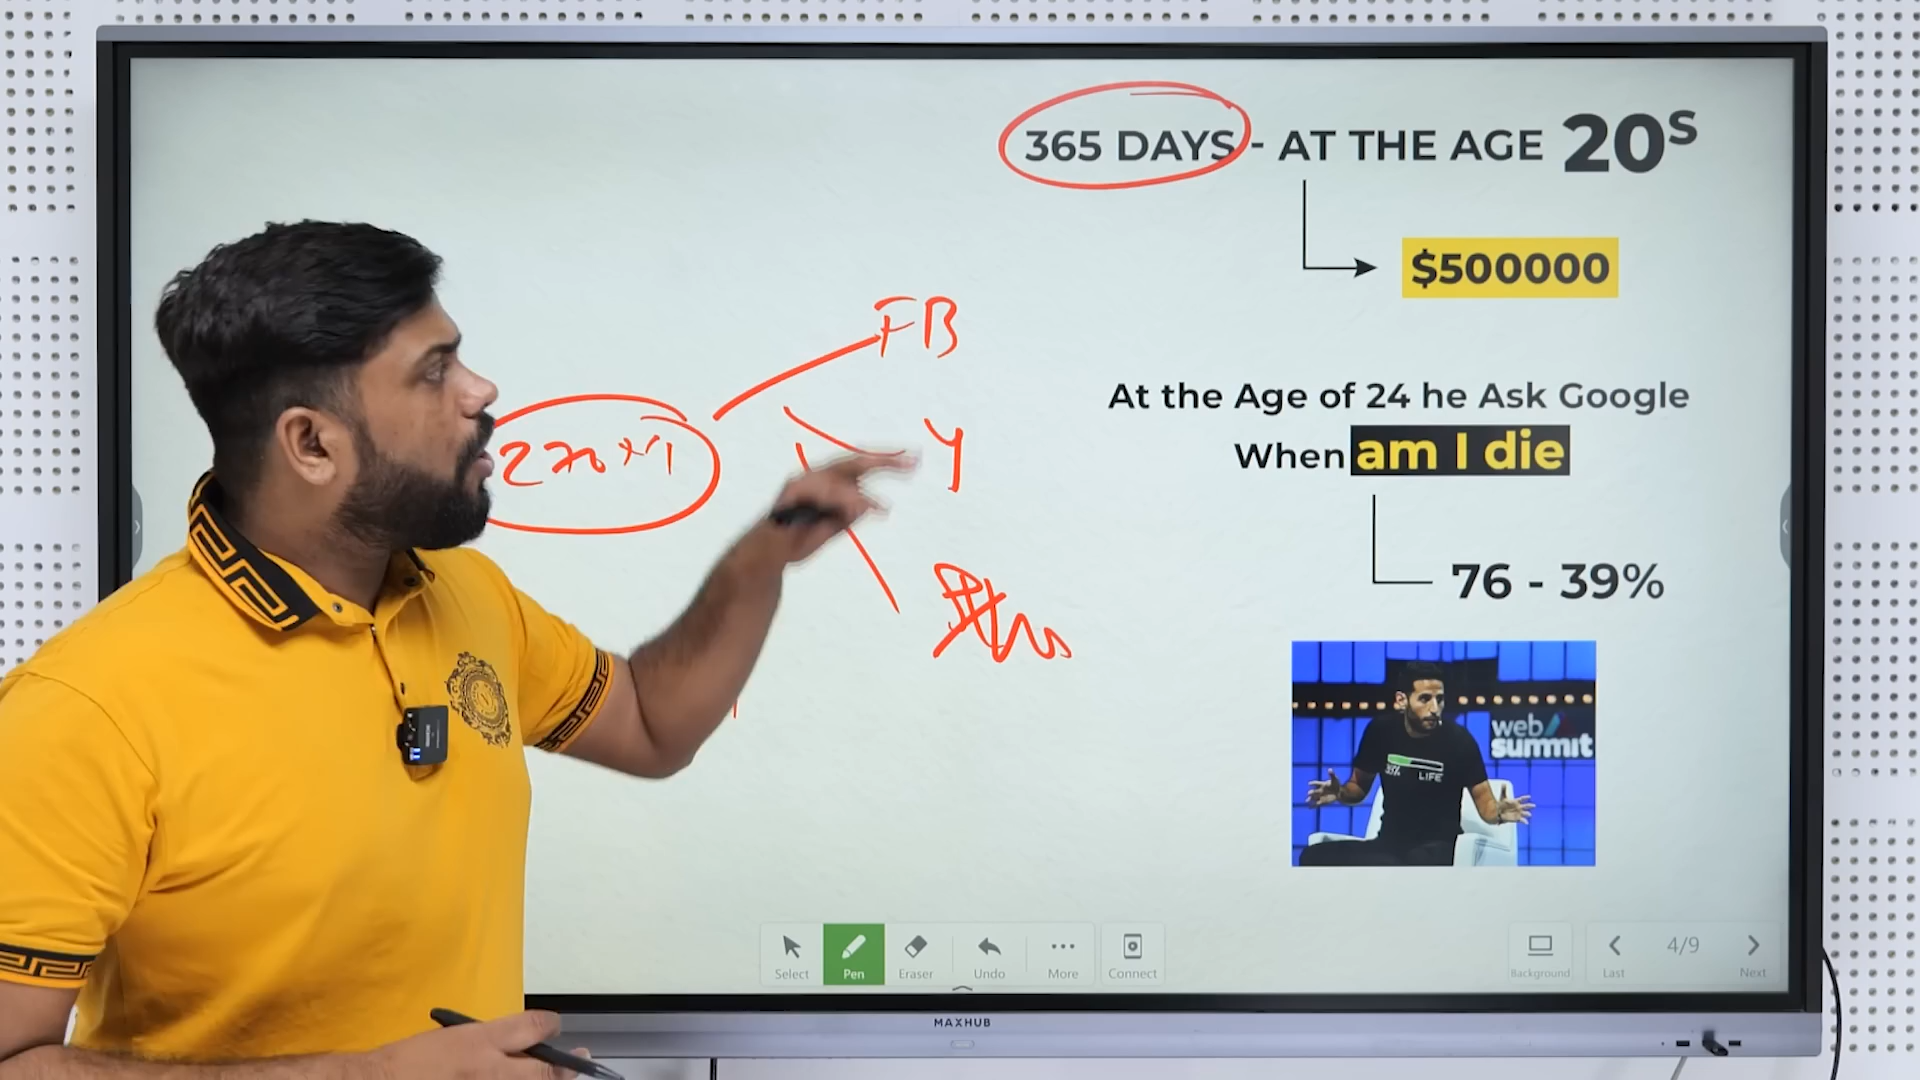 365 DAYS - AT THE AGE 20S
$500000
FB
At the Age of 24 he Ask Google
When am I die
Y
76 - 39%
web
summit
LIFE
Select
Pen
Eraser
Undo
More
Connect
Background
Last
4/9
Next
MAXHUB